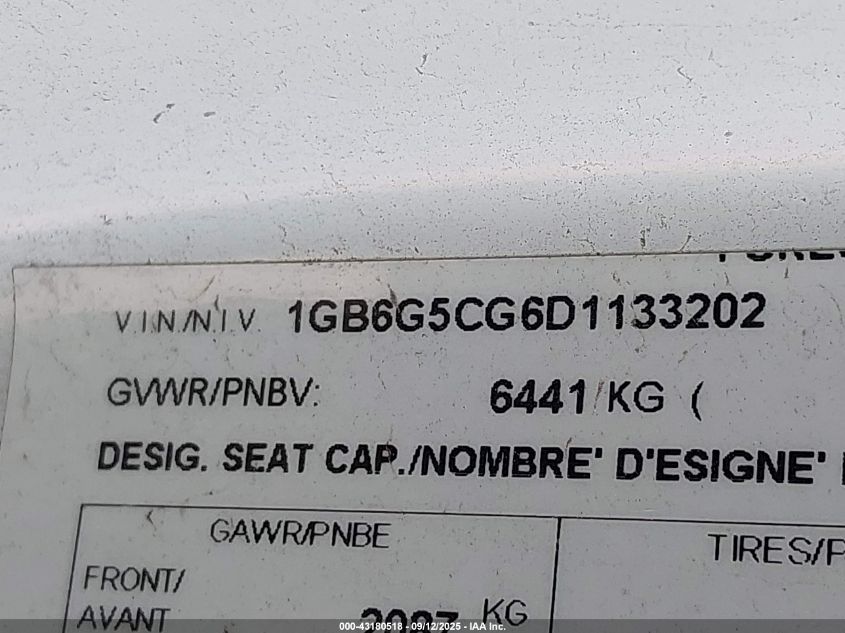 V.I.N./N.I.V. 1GB6G5CG6D1133202
GVWR/PNBV: 6441 KG (
DESIG. SEAT CAP./NOMBRE' D'ESIGNE'
GAWR/PNBE
TIRES/P
FRONT/
AVANT KG
000-43180518 - 09/12/2025 - IAA Inc.